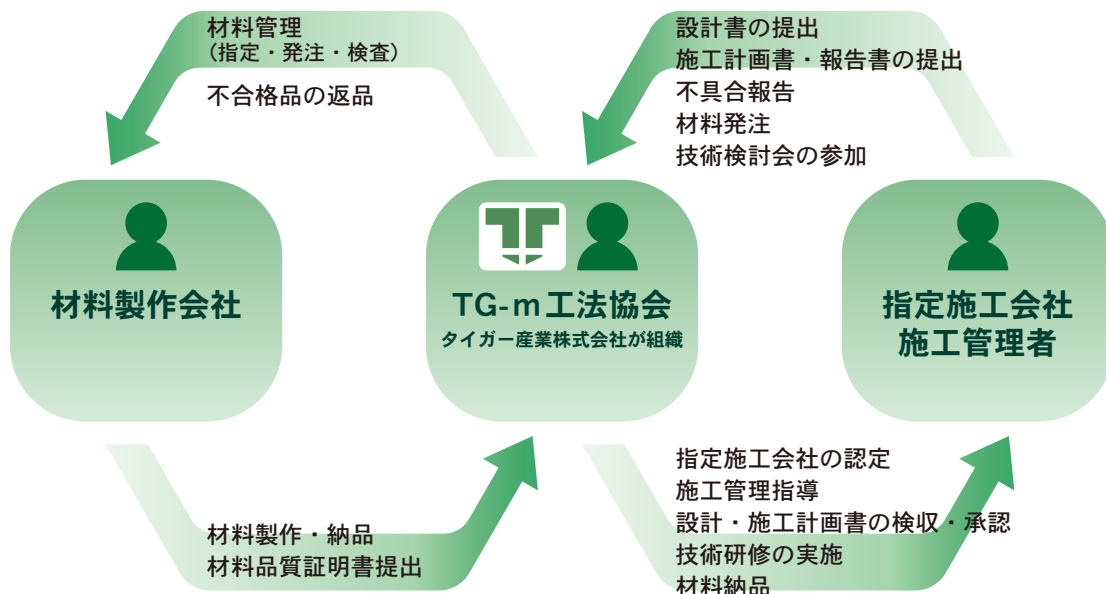 材料管理
(指定・発注・検査)
不合格品の返品
設計書の提出
施工計画書・報告書の提出
不具合報告
材料発注
技術検討会の参加
材料製作会社
TG-m工法協会
タイガー産業株式会社が組織
指定施工会社
施工管理者
材料製作・納品
材料品質証明書提出
指定施工会社の認定
施工管理指導
設計・施工計画書の検収・承認
技術研修の実施
材料納品